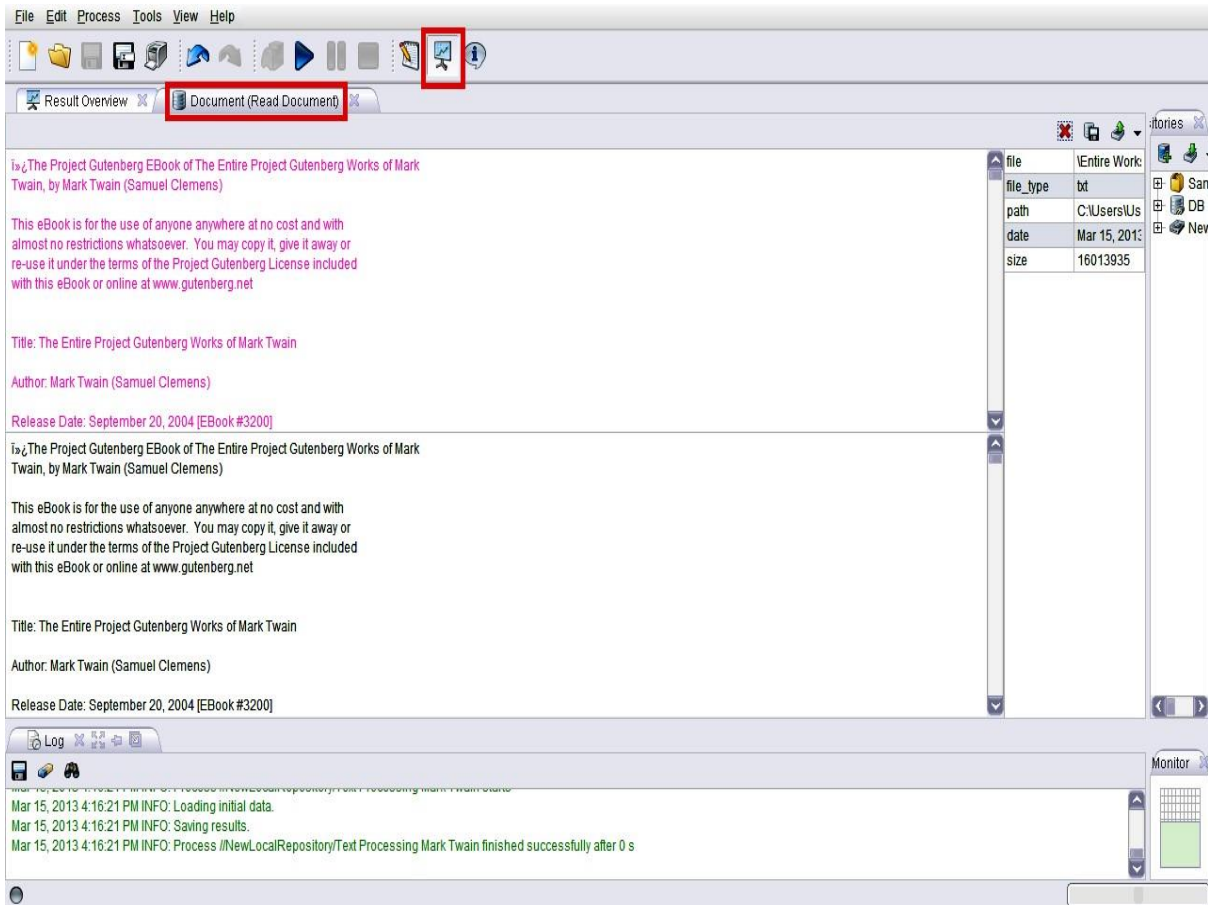 File Edit Process Tools View Help
Result Overview
Document (Read Document)
itories
ï»¿The Project Gutenberg EBook of The Entire Project Gutenberg Works of Mark
Twain, by Mark Twain (Samuel Clemens)
This eBook is for the use of anyone anywhere at no cost and with
almost no restrictions whatsoever. You may copy it, give it away or
re-use it under the terms of the Project Gutenberg License included
with this eBook or online at www.gutenberg.net
Title: The Entire Project Gutenberg Works of Mark Twain
Author: Mark Twain (Samuel Clemens)
Release Date: September 20, 2004 [EBook #3200]
ï»¿The Project Gutenberg EBook of The Entire Project Gutenberg Works of Mark
Twain, by Mark Twain (Samuel Clemens)
This eBook is for the use of anyone anywhere at no cost and with
almost no restrictions whatsoever. You may copy it, give it away or
re-use it under the terms of the Project Gutenberg License included
with this eBook or online at www.gutenberg.net
Title: The Entire Project Gutenberg Works of Mark Twain
Author: Mark Twain (Samuel Clemens)
Release Date: September 20, 2004 [EBook #3200]
file \Entire Work
file_type txt
path C:\Users\Us
date Mar 15, 201
size 16013935
San
DB
New
Log
Mar 15, 2013 4:16:21 PM INFO: Loading initial data.
Mar 15, 2013 4:16:21 PM INFO: Saving results.
Mar 15, 2013 4:16:21 PM INFO: Process //NewLocalRepository/Text Processing Mark Twain finished successfully after 0 s
Monitor